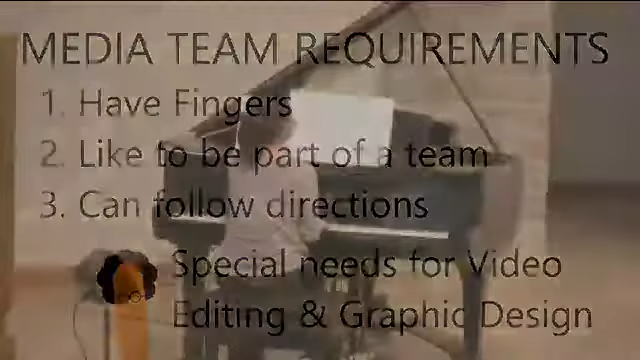 MEDIA TEAM REQUIREMENTS
1. Have Fingers
2. Like to be part of a team
3. Can follow directions
Special needs for Video
Editing & Graphic Design